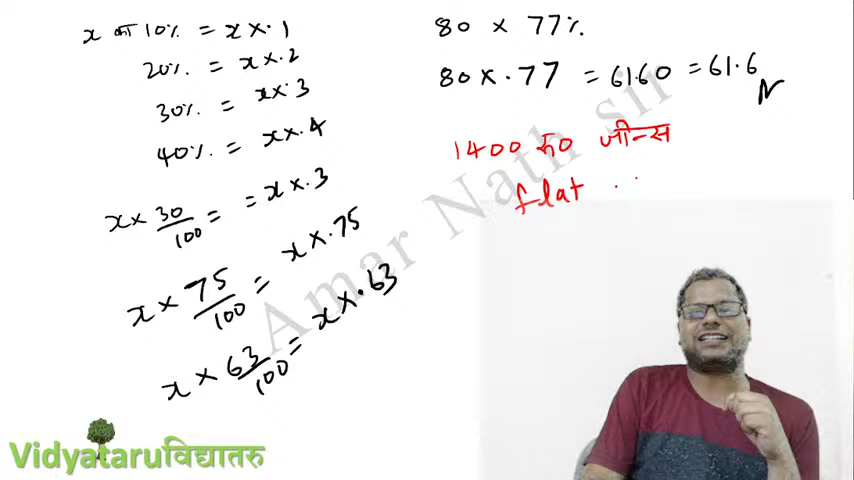 x का 10% = x×.1
20% = x×.2
30% = x×.3
40% = x×.4
x × 30/100 = = x×.3
x × 75/100 = x×.75
x × 63/100 = x×.63
80 × 77%
80×.77 = 61.60 = 61.6
1400 रू0 जीन्स
flat ..
Amar Nath sir
Vidyataruविद्यातरु